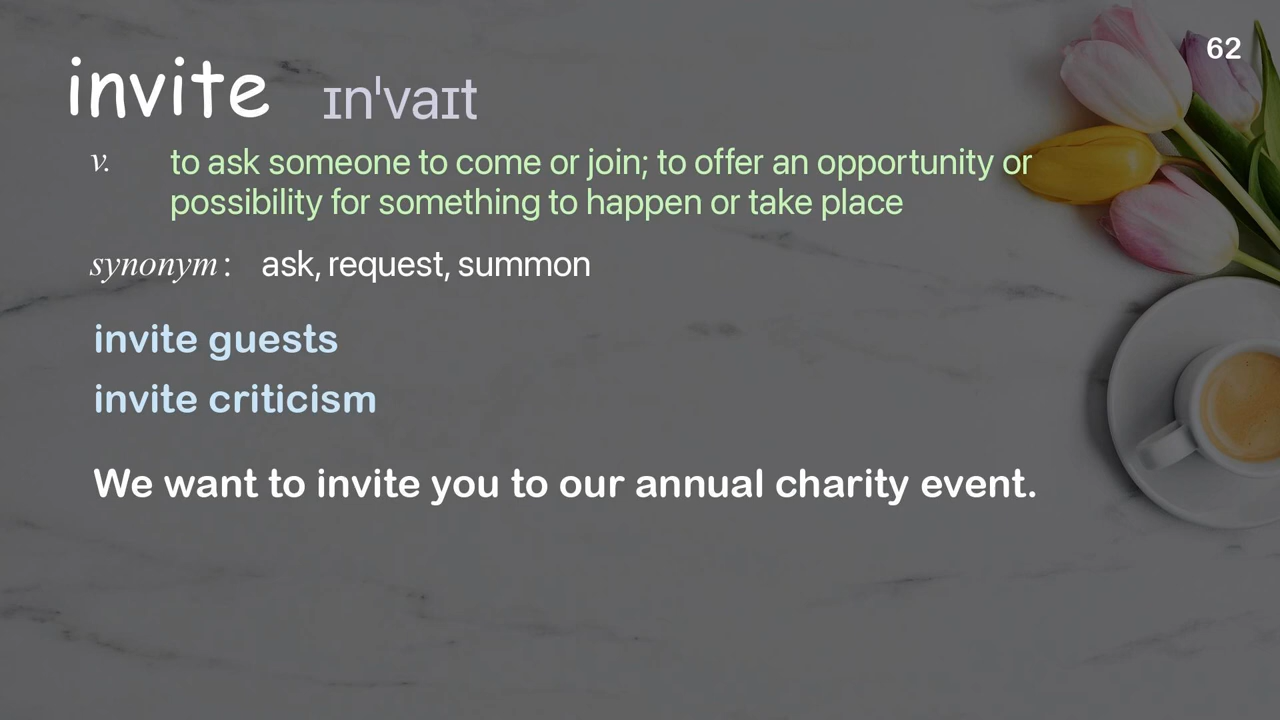 62
invite ɪnˈvaɪt
v. to ask someone to come or join; to offer an opportunity or
possibility for something to happen or take place
synonym : ask, request, summon
invite guests
invite criticism
We want to invite you to our annual charity event.